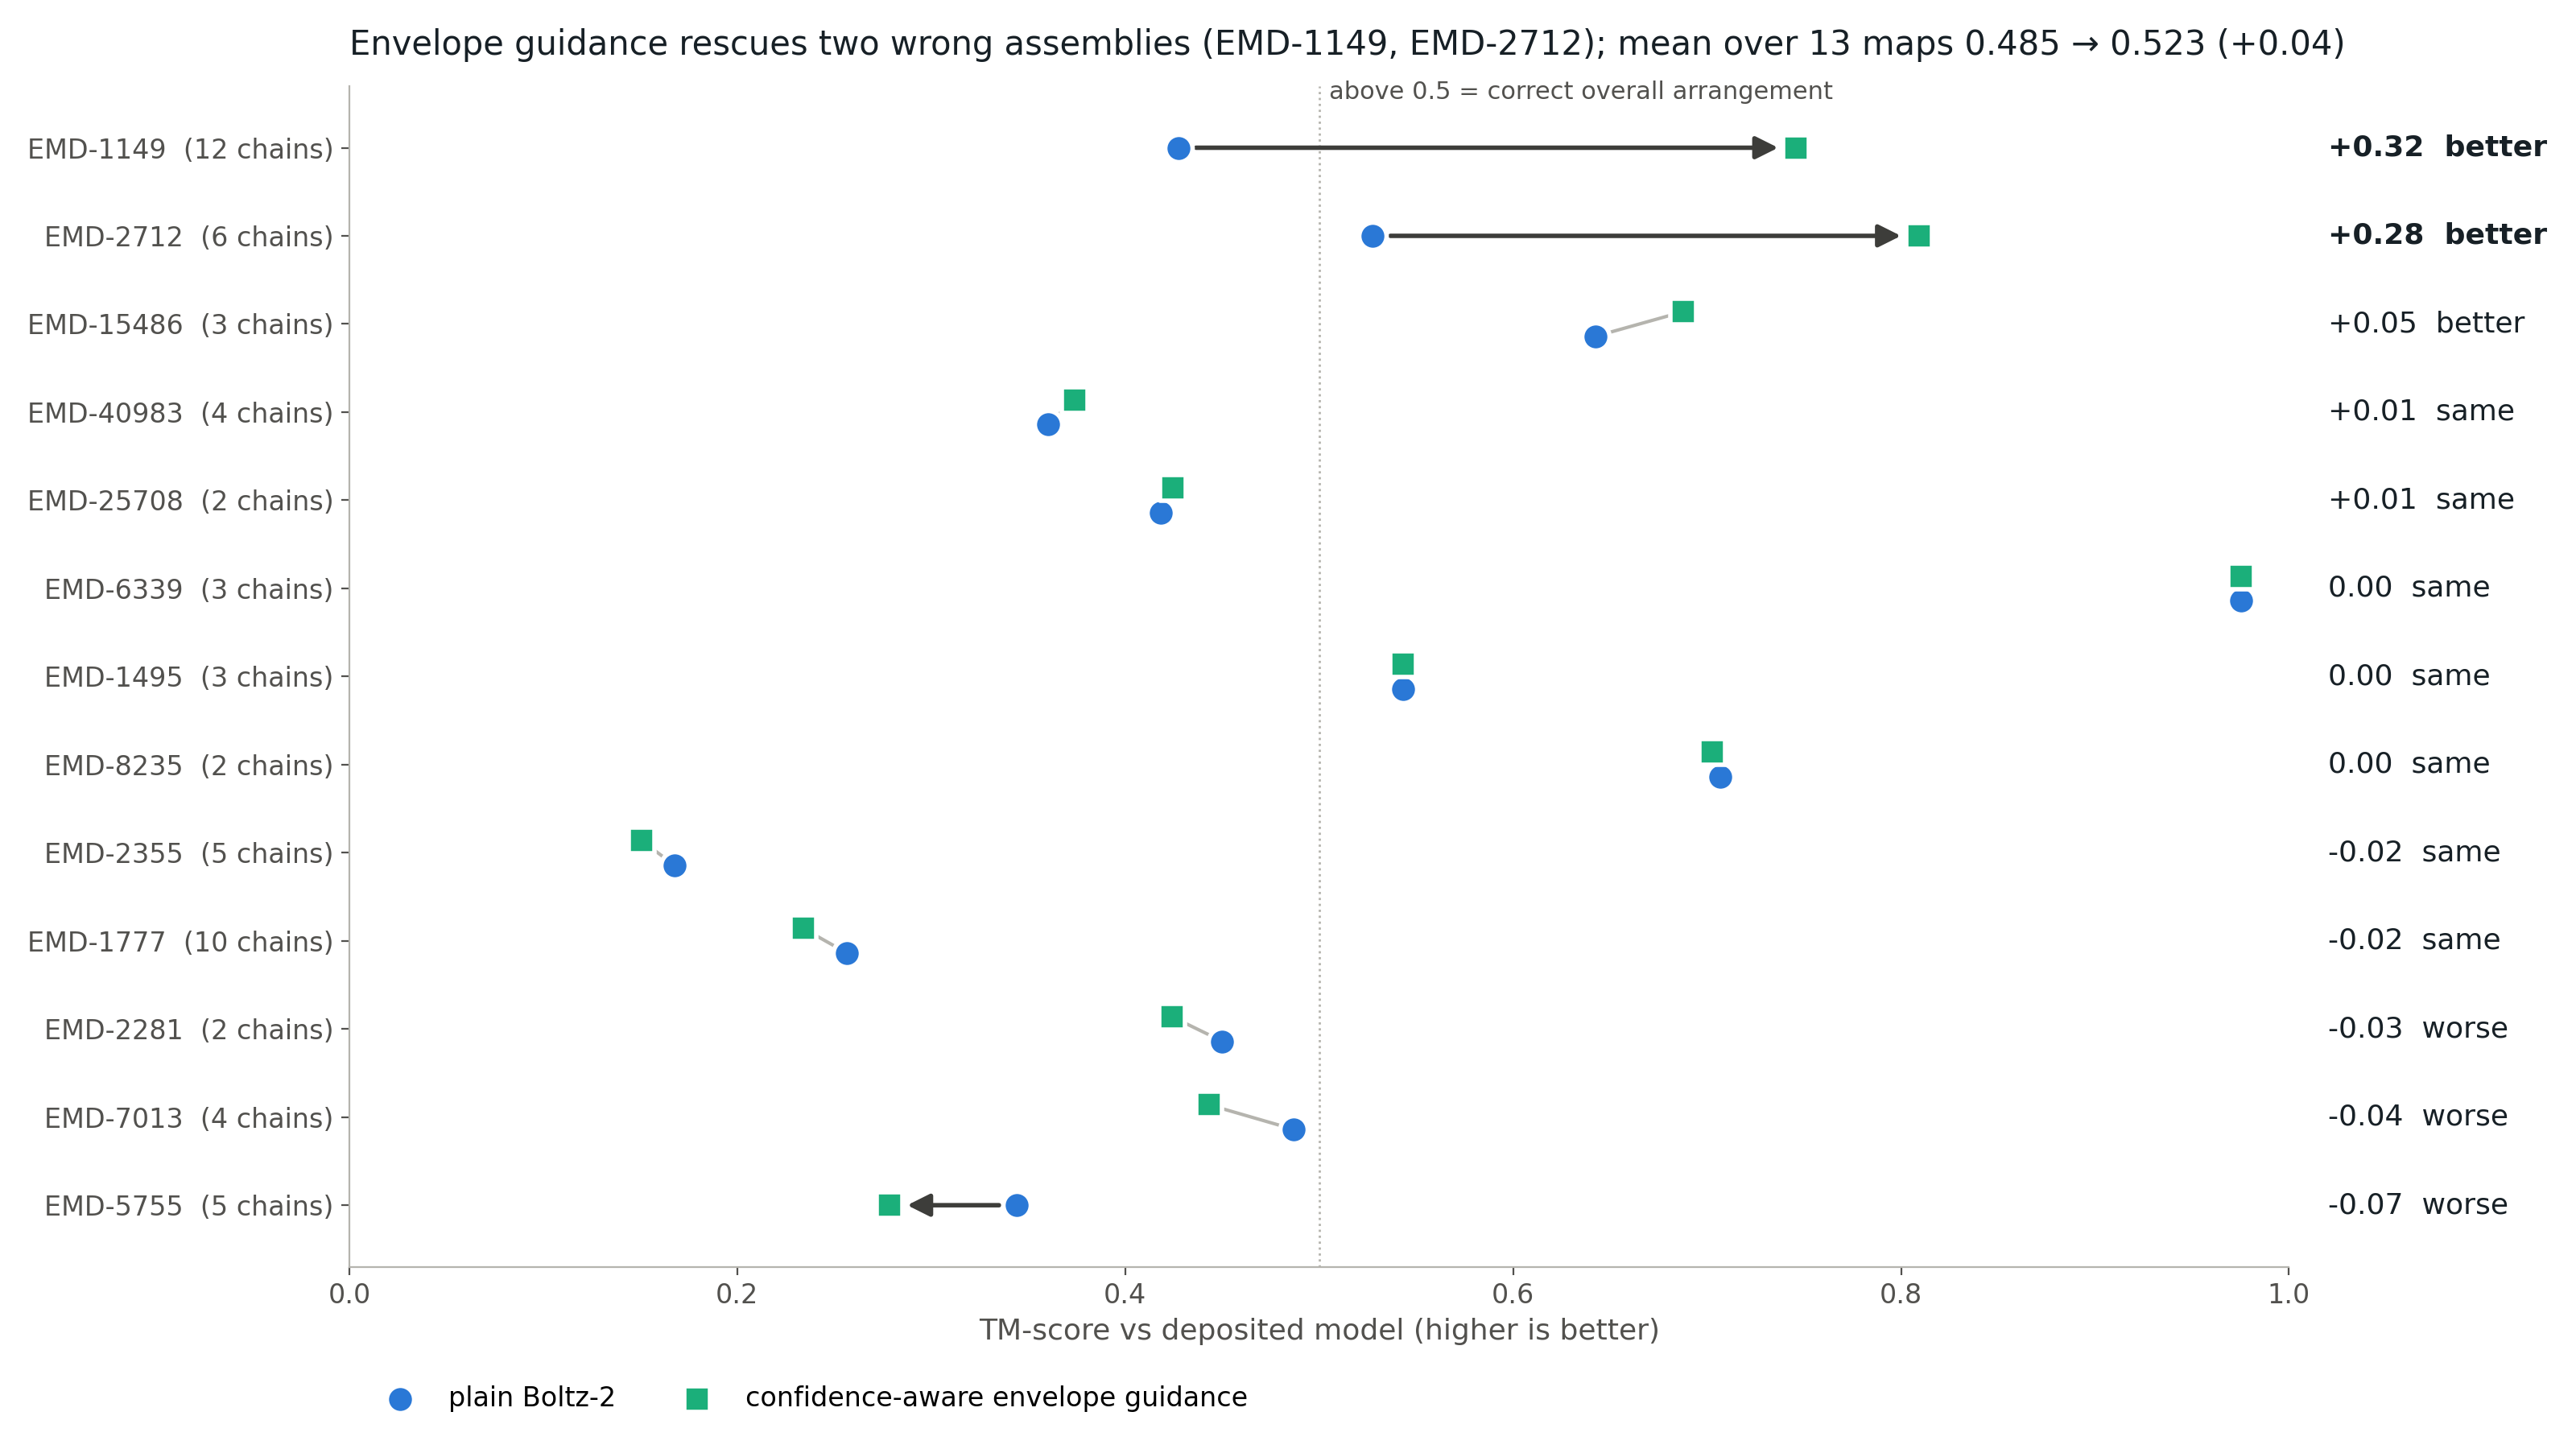 Envelope guidance rescues two wrong assemblies (EMD-1149, EMD-2712); mean over 13 maps 0.485 → 0.523 (+0.04)
above 0.5 = correct overall arrangement
EMD-1149 (12 chains) +0.32 better
EMD-2712 (6 chains) +0.28 better
EMD-15486 (3 chains) +0.05 better
EMD-40983 (4 chains) +0.01 same
EMD-25708 (2 chains) +0.01 same
EMD-6339 (3 chains) 0.00 same
EMD-1495 (3 chains) 0.00 same
EMD-8235 (2 chains) 0.00 same
EMD-2355 (5 chains) -0.02 same
EMD-1777 (10 chains) -0.02 same
EMD-2281 (2 chains) -0.03 worse
EMD-7013 (4 chains) -0.04 worse
EMD-5755 (5 chains) -0.07 worse
0.0 0.2 0.4 0.6 0.8 1.0
TM-score vs deposited model (higher is better)
plain Boltz-2 confidence-aware envelope guidance